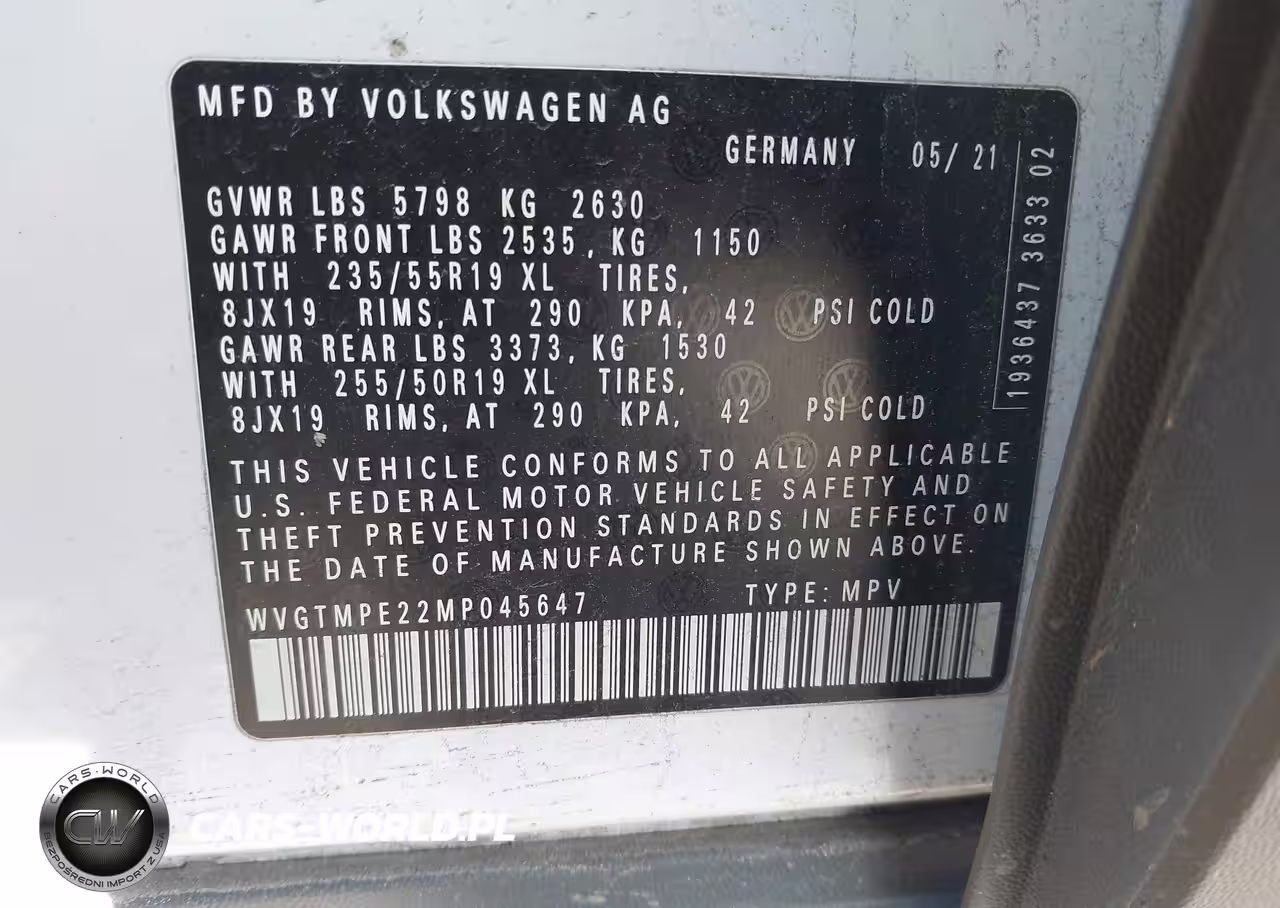 MFD BY VOLKSWAGEN AG
GERMANY 05/ 21
GVWR LBS 5798 KG 2630
GAWR FRONT LBS 2535, KG 1150
WITH 235/55R19 XL TIRES,
8JX19 RIMS, AT 290 KPA, 42 PSI COLD
GAWR REAR LBS 3373, KG 1530
WITH 255/50R19 XL TIRES,
8JX19 RIMS, AT 290 KPA, 42 PSI COLD
THIS VEHICLE CONFORMS TO ALL APPLICABLE
U.S. FEDERAL MOTOR VEHICLE SAFETY AND
THEFT PREVENTION STANDARDS IN EFFECT ON
THE DATE OF MANUFACTURE SHOWN ABOVE.
WVGTMPE22MP045647 TYPE: MPV
1936437 3633 02
CARS-WORLD
CW
BEZPOŚREDNI IMPORT Z USA
CARS-WORLD.PL